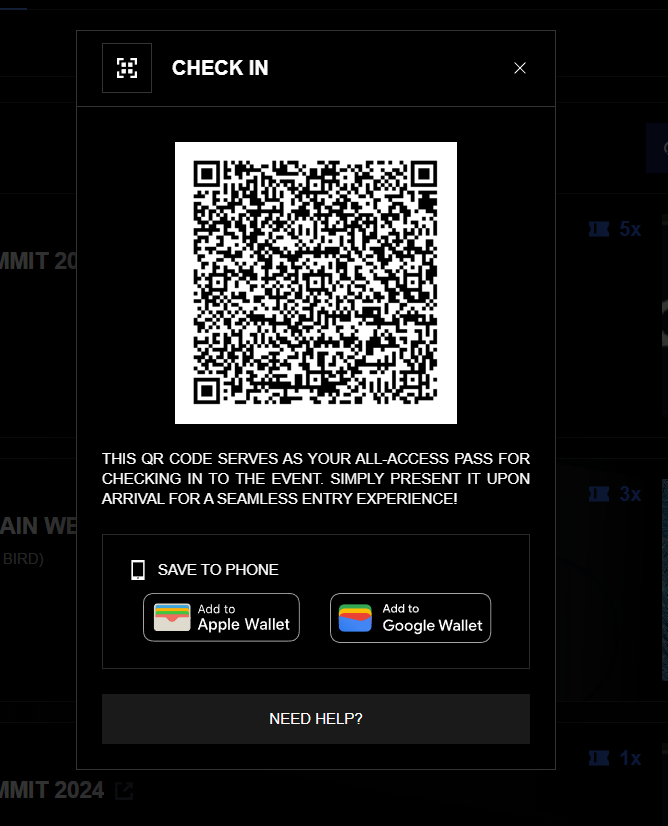 CHECK IN
5x
MMIT 20
THIS QR CODE SERVES AS YOUR ALL-ACCESS PASS FOR
CHECKING IN TO THE EVENT. SIMPLY PRESENT IT UPON
ARRIVAL FOR A SEAMLESS ENTRY EXPERIENCE!
3x
AIN WE
BIRD)
SAVE TO PHONE
Add to
Apple Wallet
Add to
Google Wallet
NEED HELP?
1x
MMIT 2024